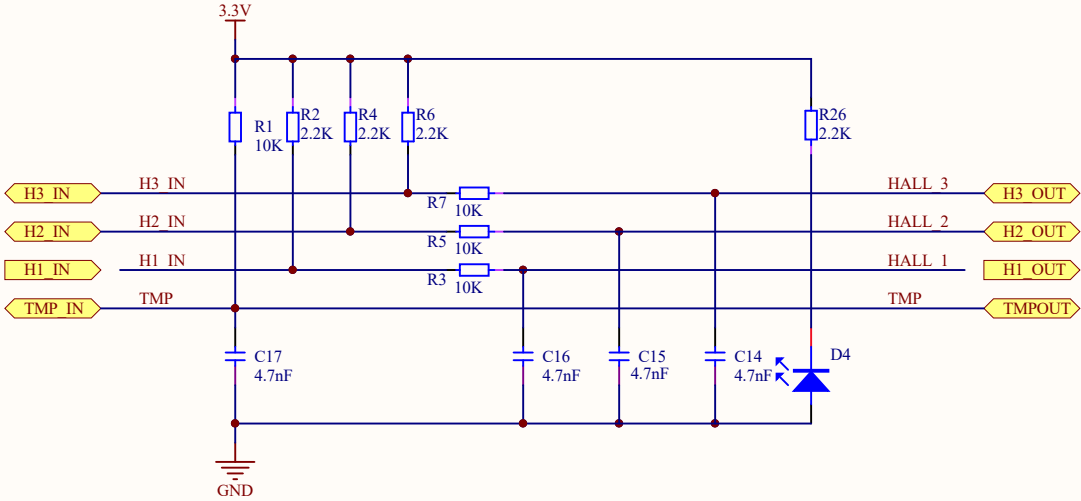 3.3V
R1
10K
R2
2.2K
R4
2.2K
R6
2.2K
R26
2.2K
H3_IN
H3_IN
R7
10K
HALL_3
H3_OUT
H2_IN
H2_IN
R5
10K
HALL_2
H2_OUT
H1_IN
H1_IN
R3
10K
HALL_1
H1_OUT
TMP_IN
TMP
TMP
TMPOUT
C17
4.7nF
C16
4.7nF
C15
4.7nF
C14
4.7nF
D4
GND